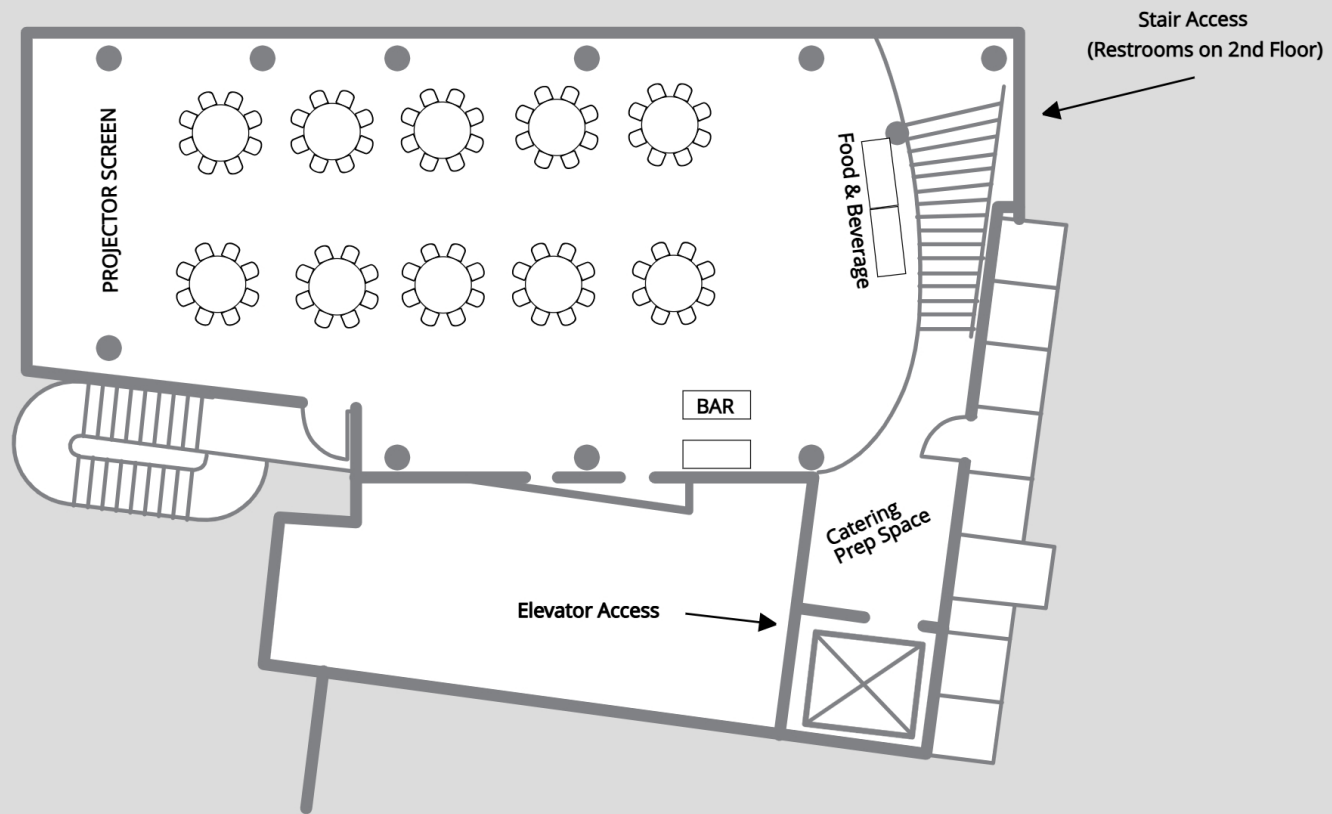 Stair Access
(Restrooms on 2nd Floor)
PROJECTOR SCREEN
Food & Beverage
BAR
Catering
Prep Space
Elevator Access